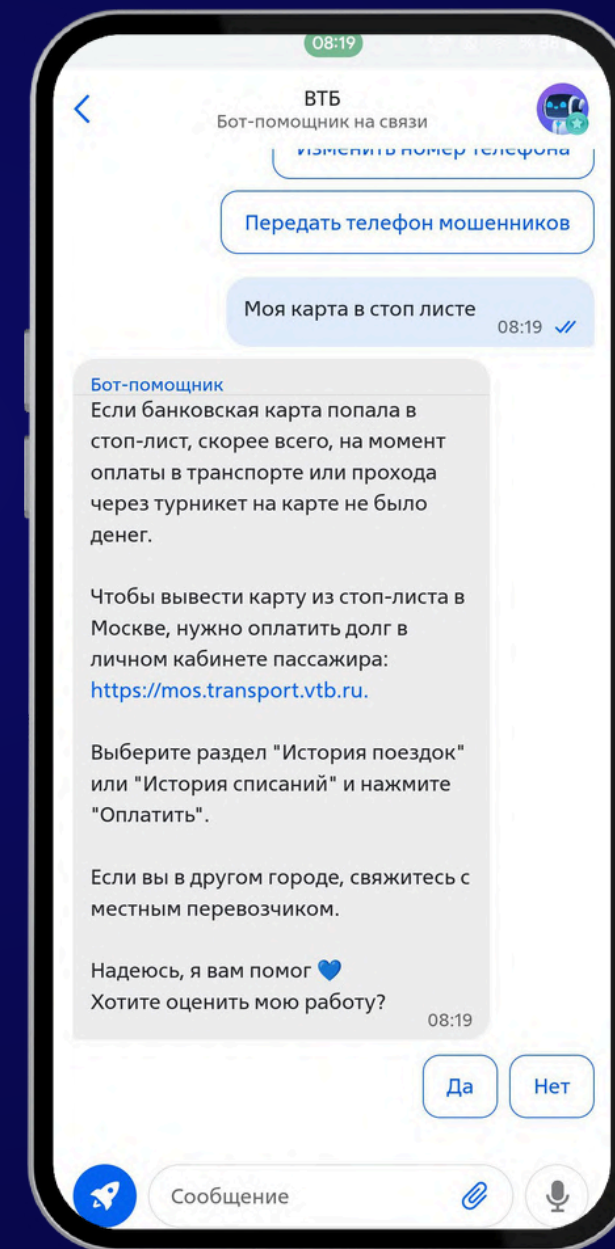 08:19
ВТБ
Бот-помощник на связи
Изменить номер телефона
Передать телефон мошенников
Моя карта в стоп листе
08:19
Бот-помощник
Если банковская карта попала в
стоп-лист, скорее всего, на момент
оплаты в транспорте или прохода
через турникет на карте не было
денег.
Чтобы вывести карту из стоп-листа в
Москве, нужно оплатить долг в
личном кабинете пассажира:
https://mos.transport.vtb.ru.
Выберите раздел "История поездок"
или "История списаний" и нажмите
"Оплатить".
Если вы в другом городе, свяжитесь с
местным перевозчиком.
Надеюсь, я вам помог 💙
Хотите оценить мою работу?
08:19
Да
Нет
Сообщение